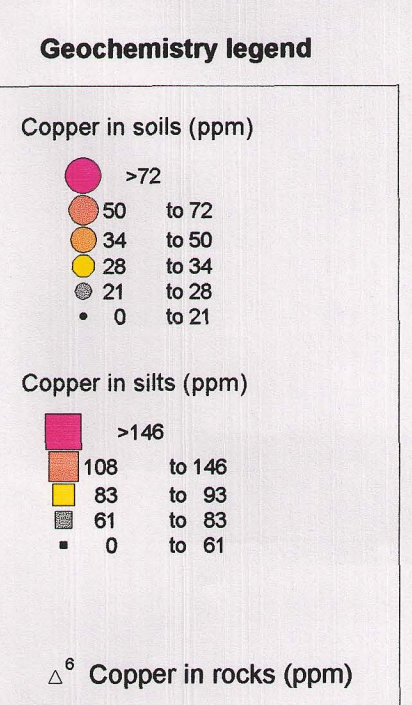 Geochemistry legend
Copper in soils (ppm)
>72
50 to 72
34 to 50
28 to 34
21 to 28
0 to 21
Copper in silts (ppm)
>146
108 to 146
83 to 93
61 to 83
0 to 61
6 Copper in rocks (ppm)